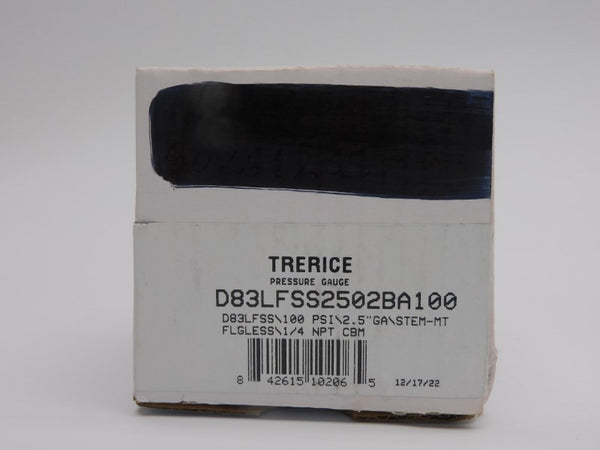 TRERICE
PRESSURE GAUGE
D83LFSS2502BA100
D83LFSS\100 PSI\2.5"GA\STEM-MT
FLGLESS\1/4 NPT CBM
8 42615 10206 5 12/17/22